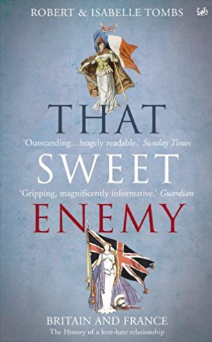 ROBERT & ISABELLE TOMBS
THAT
'Outstanding...hugely readable.' Sunday Times
SWEET
'Gripping, magnificently informative.' Guardian
ENEMY
BRITAIN AND FRANCE
The History of a love-hate relationship